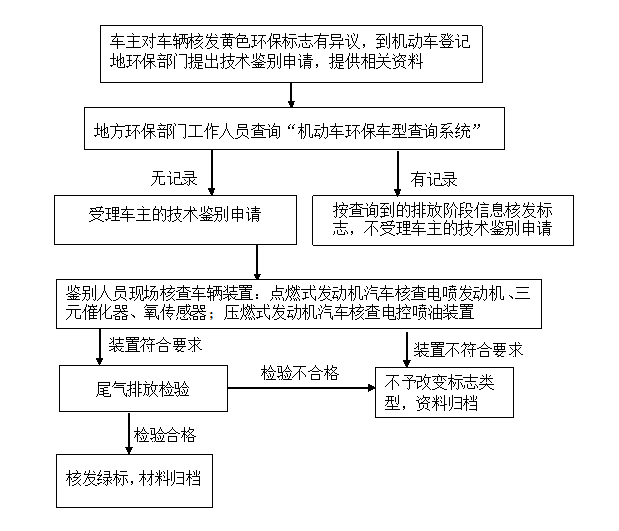 车主对车辆核发黄色环保标志有异议，到机动车登记
地环保部门提出技术鉴别申请，提供相关资料
地方环保部门工作人员查询“机动车环保车型查询系统”
无记录
有记录
受理车主的技术鉴别申请
按查询到的排放阶段信息核发标
志，不受理车主的技术鉴别申请
鉴别人员现场核查车辆装置：点燃式发动机汽车核查电喷发动机、三
元催化器、氧传感器；压燃式发动机汽车核查电控喷油装置
装置符合要求
装置不符合要求
尾气排放检验
检验不合格
不予改变标志类
型，资料归档
检验合格
核发绿标，材料归档